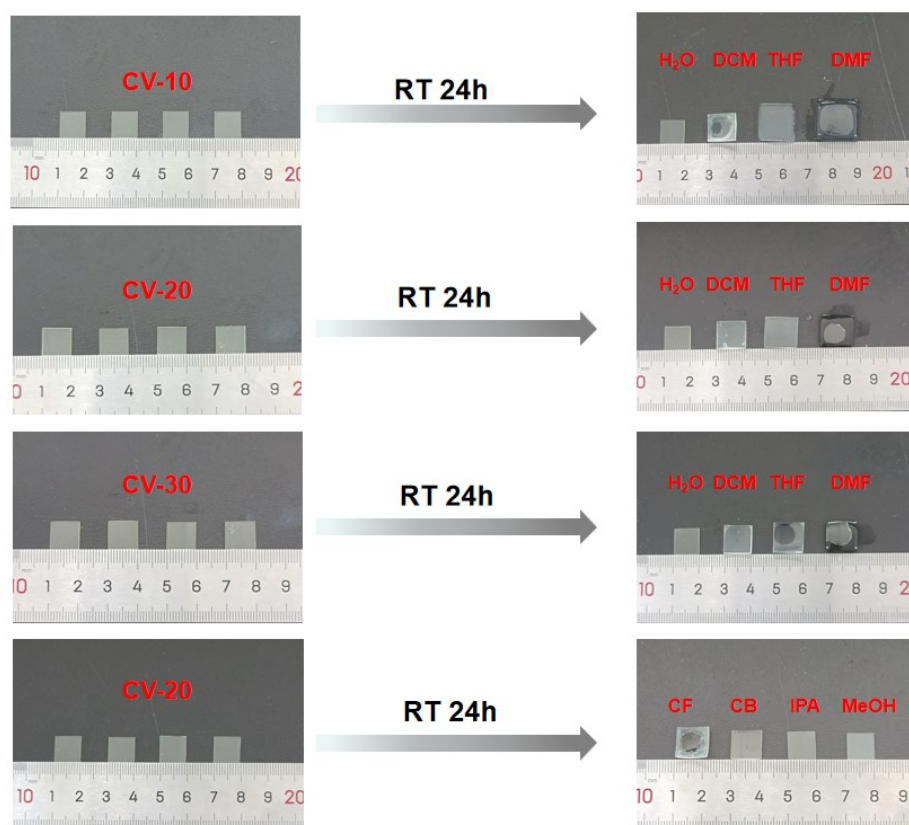 CV-10
RT 24h
H₂O DCM THF DMF
10 1 2 3 4 5 6 7 8 9 20
0 1 2 3 4 5 6 7 8 9 20 1
CV-20
RT 24h
H₂O DCM THF DMF
0 1 2 3 4 5 6 7 8 9 2
0 1 2 3 4 5 6 7 8 9 20
CV-30
RT 24h
H₂O DCM THF DMF
10 1 2 3 4 5 6 7 8 9
10 1 2 3 4 5 6 7 8 9 2
CV-20
RT 24h
CF CB IPA MeOH
10 1 2 3 4 5 6 7 8 9 20
10 1 2 3 4 5 6 7 8 9